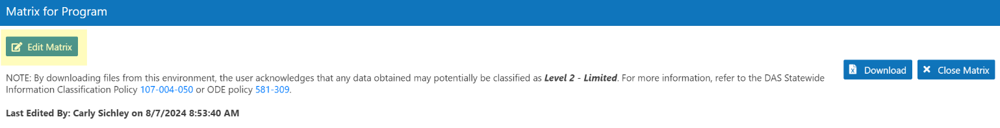 Matrix for Program
Edit Matrix
Download
Close Matrix
NOTE: By downloading files from this environment, the user acknowledges that any data obtained may potentially be classified as Level 2 - Limited. For more information, refer to the DAS Statewide
Information Classification Policy 107-004-050 or ODE policy 581-309.
Last Edited By: Carly Sichley on 8/7/2024 8:53:40 AM